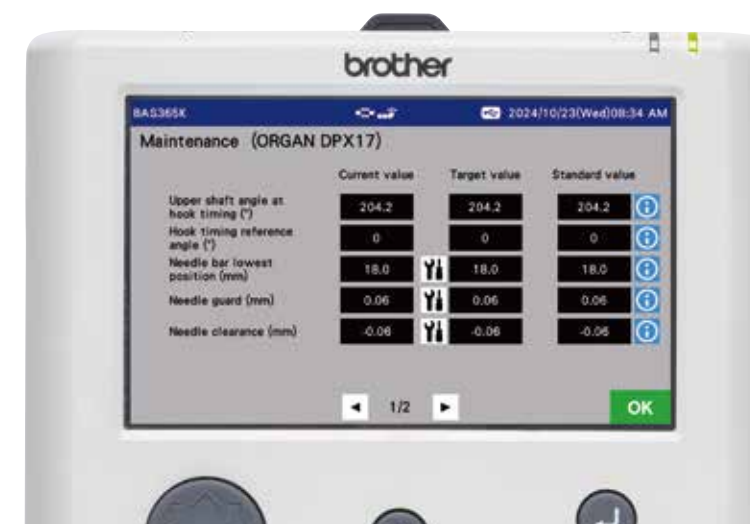 brother
BAS365K 2024/10/23(Wed)08:34 AM
Maintenance (ORGAN DPX17)
Current value Target value Standard value
Upper shaft angle at
hook timing (°) 204.2 204.2 204.2
Hook timing reference
angle (°) 0 0 0
Needle bar lowest
position (mm) 18.0 18.0 18.0
Needle guard (mm) 0.06 0.06 0.06
Needle clearance (mm) -0.06 -0.06 -0.06
1/2
OK